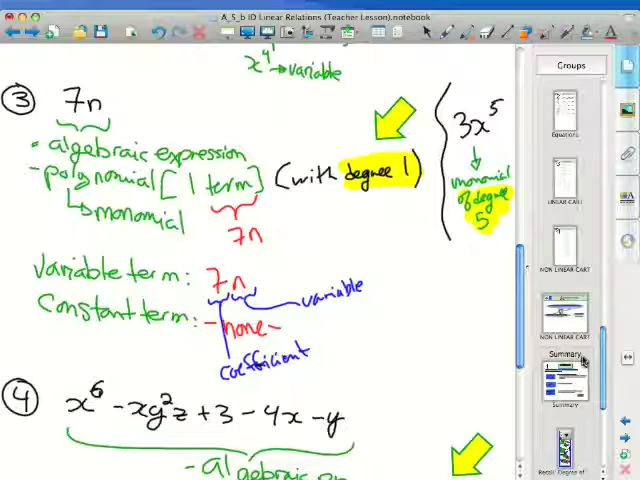 A_5_b ID Linear Relations (Teacher Lesson).notebook
x⁴ → variable
③ 7n
• algebraic expression
- polynomial [1 term] (with degree 1)
↳ monomial
7n
3x⁵
↓
monomial
of degree
5
variable term: 7n
variable
Constant term: -none-
coefficient
④ x⁶ - xy²z + 3 - 4x - y
Groups
Equations
LINEAR CART
NON LINEAR CART
NON LINEAR CART
Summary
Summary
Recall: Degree of